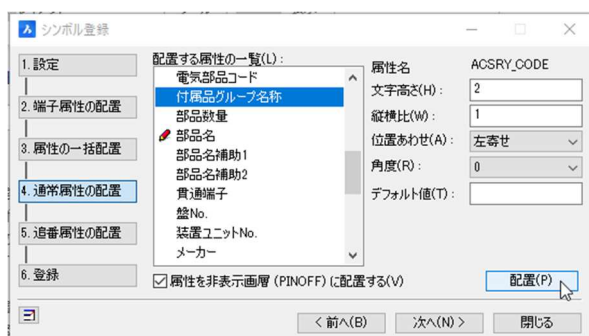 シンボル登録
1. 設定
2. 端子属性の配置
3. 属性の一括配置
4. 通常属性の配置
5. 追番属性の配置
6. 登録
配置する属性の一覧(L) :
電気部品コード
付属品グループ名称
部品数量
部品名
部品名補助1
部品名補助2
貫通端子
盤No.
装置ユニットNo.
メーカー
属性を非表示画層 (PINOFF) に配置する(V)
属性名 ACSRY_CODE
文字高さ(H) : 2
縦横比(W) : 1
位置あわせ(A) : 左寄せ
角度(R) : 0
デフォルト値(T) :
配置(P)
< 前へ(B) 次へ(N) > 閉じる